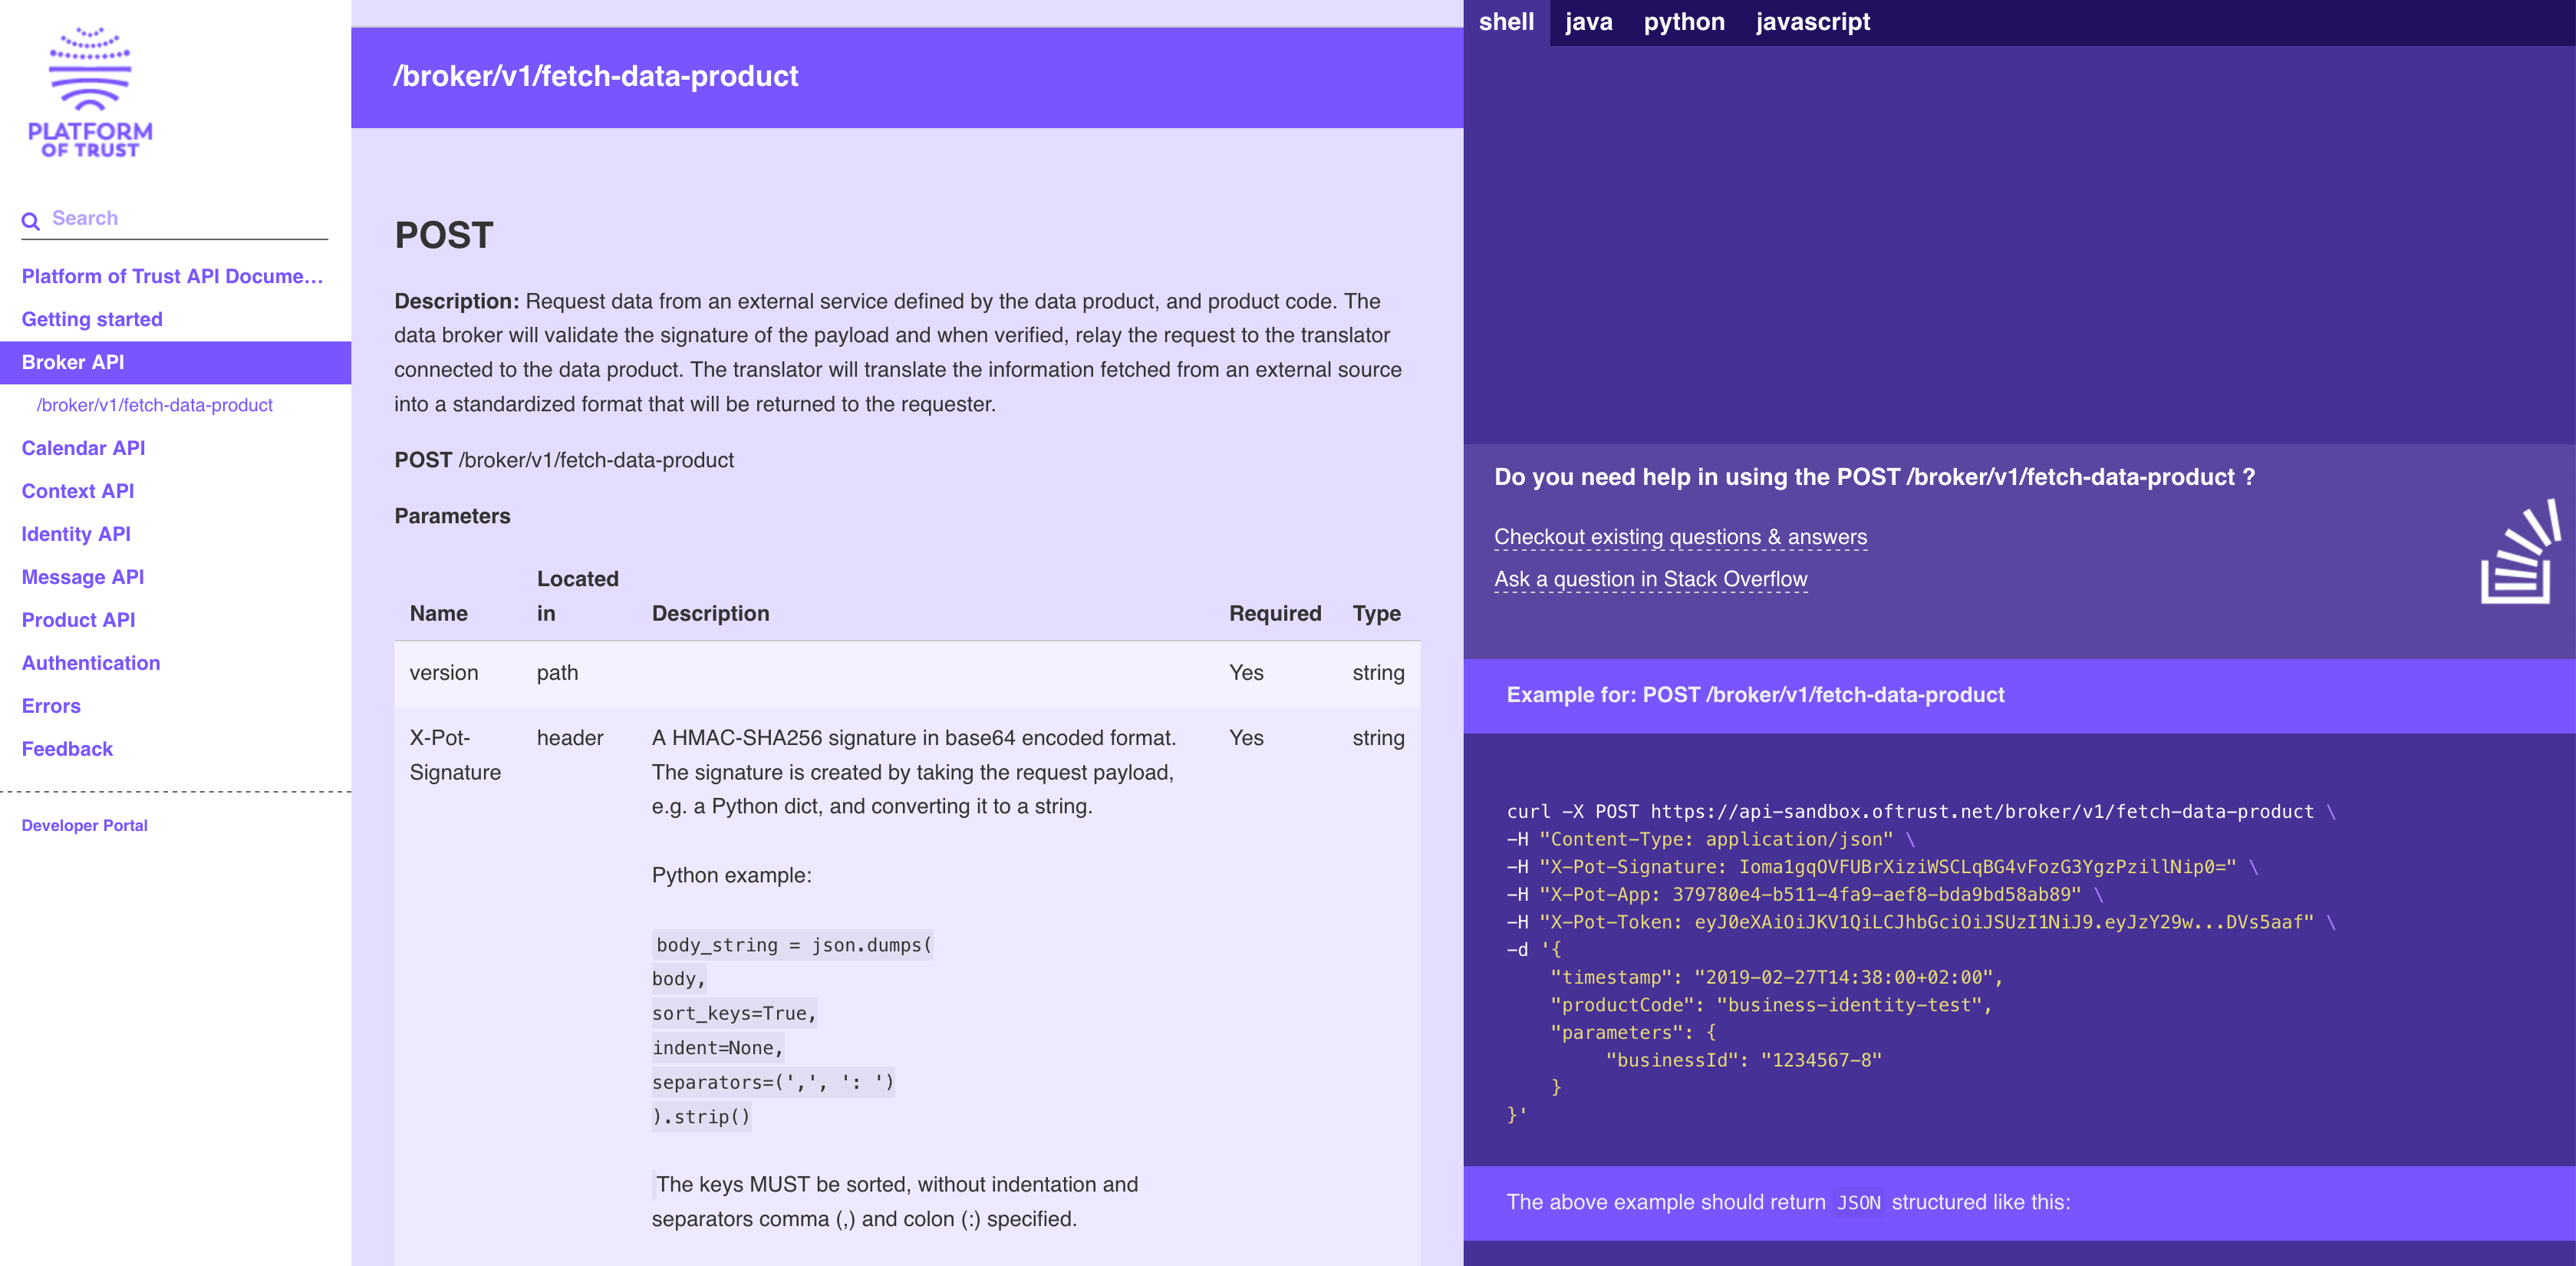 PLATFORM
OF TRUST
Search
Platform of Trust API Docume...
Getting started
Broker API
/broker/v1/fetch-data-product
Calendar API
Context API
Identity API
Message API
Product API
Authentication
Errors
Feedback
Developer Portal
/broker/v1/fetch-data-product
POST
Description: Request data from an external service defined by the data product, and product code. The
data broker will validate the signature of the payload and when verified, relay the request to the translator
connected to the data product. The translator will translate the information fetched from an external source
into a standardized format that will be returned to the requester.
POST /broker/v1/fetch-data-product
Parameters
Name Located in Description Required Type
version path Yes string
X-Pot- header A HMAC-SHA256 signature in base64 encoded format. Yes string
Signature The signature is created by taking the request payload,
e.g. a Python dict, and converting it to a string.
Python example:
body_string = json.dumps(
body,
sort_keys=True,
indent=None,
separators=(',', ': ')
).strip()
The keys MUST be sorted, without indentation and
separators comma (,) and colon (:) specified.
shell java python javascript
Do you need help in using the POST /broker/v1/fetch-data-product ?
Checkout existing questions & answers
Ask a question in Stack Overflow
Example for: POST /broker/v1/fetch-data-product
curl -X POST https://api-sandbox.oftrust.net/broker/v1/fetch-data-product \
-H "Content-Type: application/json" \
-H "X-Pot-Signature: Ioma1gqOVFUBrXiziWSCLqBG4vFozG3YgzPzillNip0=" \
-H "X-Pot-App: 379780e4-b511-4fa9-aef8-bda9bd58ab89" \
-H "X-Pot-Token: eyJ0eXAiOiJKV1QiLCJhbGciOiJSUzI1NiJ9.eyJzY29w...DVs5aaf" \
-d '{
"timestamp": "2019-02-27T14:38:00+02:00",
"productCode": "business-identity-test",
"parameters": {
"businessId": "1234567-8"
}
}'
The above example should return JSON structured like this: